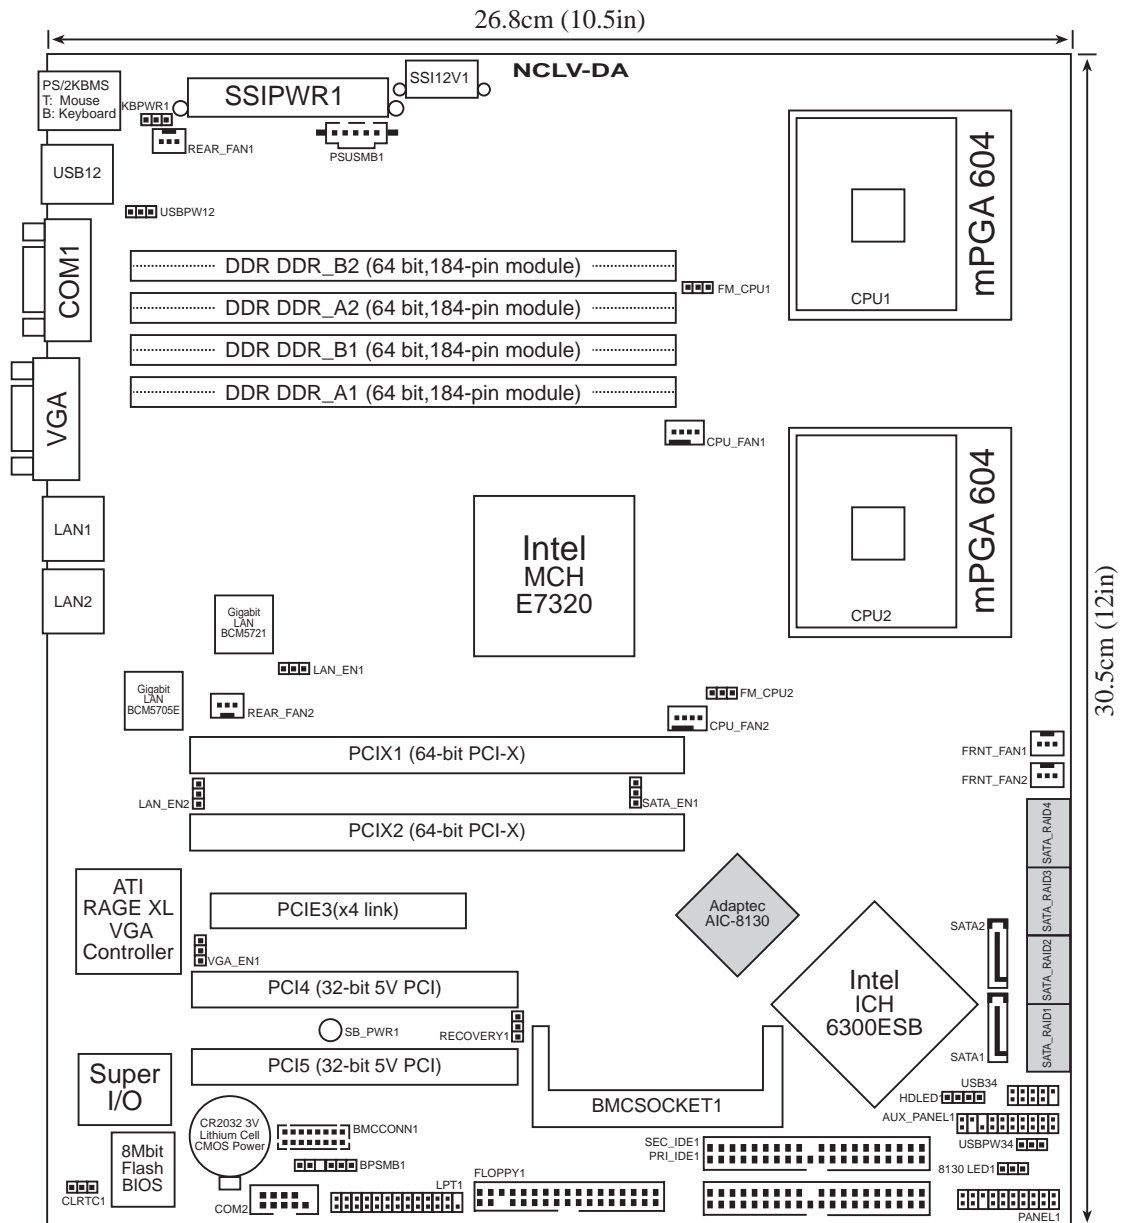 26.8cm (10.5in)
NCLV-DA
PS/2KBMS
T: Mouse
B: Keyboard
KBPWR1
SSIPWR1
SSI12V1
REAR_FAN1
PSUSMB1
USB12
USBPW12
COM1
DDR DDR_B2 (64 bit,184-pin module)
DDR DDR_A2 (64 bit,184-pin module)
DDR DDR_B1 (64 bit,184-pin module)
DDR DDR_A1 (64 bit,184-pin module)
FM_CPU1
CPU1
mPGA 604
VGA
CPU_FAN1
LAN1
LAN2
Intel
MCH
E7320
CPU2
mPGA 604
30.5cm (12in)
Gigabit
LAN
BCM5721
LAN_EN1
Gigabit
LAN
BCM5705E
REAR_FAN2
FM_CPU2
CPU_FAN2
PCIX1 (64-bit PCI-X)
FRNT_FAN1
FRNT_FAN2
LAN_EN2
SATA_EN1
PCIX2 (64-bit PCI-X)
SATA_RAID4
SATA_RAID3
SATA_RAID2
SATA_RAID1
ATI
RAGE XL
VGA
Controller
PCIE3(x4 link)
Adaptec
AIC-8130
SATA2
VGA_EN1
PCI4 (32-bit 5V PCI)
Intel
ICH
6300ESB
SB_PWR1
RECOVERY1
SATA1
PCI5 (32-bit 5V PCI)
Super
I/O
BMCSOCKET1
USB34
HDLED1
AUX_PANEL1
CR2032 3V
Lithium Cell
CMOS Power
BMCCONN1
SEC_IDE1
PRI_IDE1
USBPW34
8Mbit
Flash
BIOS
BPSMB1
FLOPPY1
8130 LED1
CLRTC1
COM2
LPT1
PANEL1